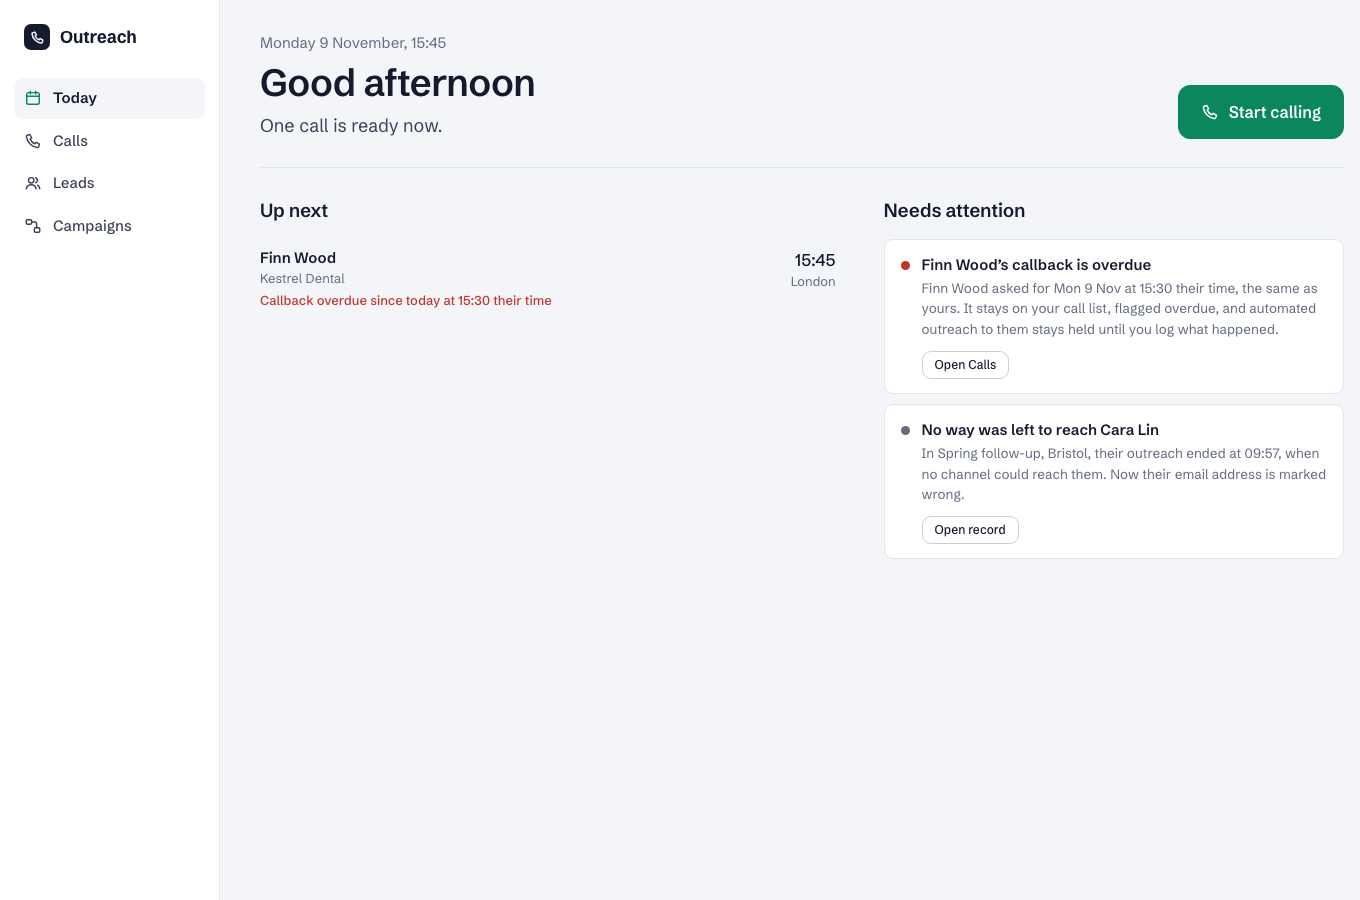 Outreach
Today
Calls
Leads
Campaigns
Monday 9 November, 15:45
Good afternoon
One call is ready now.
Start calling
Up next
Finn Wood
Kestrel Dental
Callback overdue since today at 15:30 their time
15:45
London
Needs attention
Finn Wood’s callback is overdue
Finn Wood asked for Mon 9 Nov at 15:30 their time, the same as
yours. It stays on your call list, flagged overdue, and automated
outreach to them stays held until you log what happened.
Open Calls
No way was left to reach Cara Lin
In Spring follow-up, Bristol, their outreach ended at 09:57, when
no channel could reach them. Now their email address is marked
wrong.
Open record